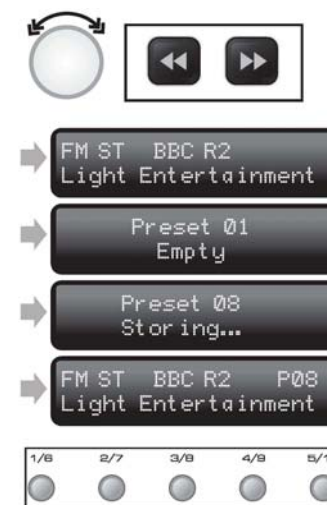 FM ST BBC R2
Light Entertainment
Preset 01
Empty
Preset 08
Storing...
FM ST BBC R2 P08
Light Entertainment
1/6 2/7 3/8 4/9